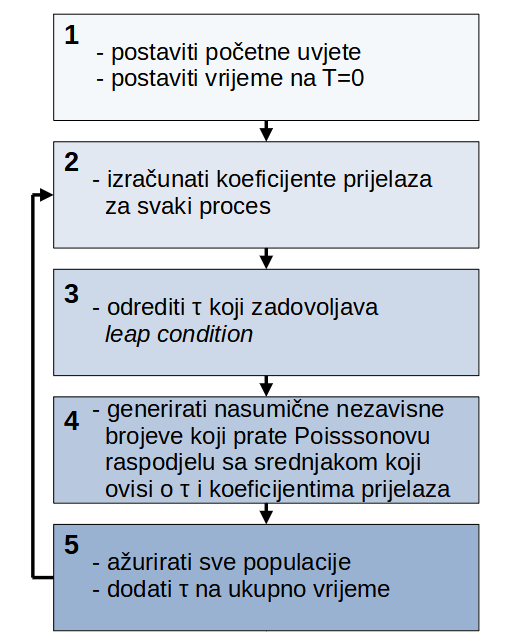 1
- postaviti početne uvjete
- postaviti vrijeme na T=0
2
- izračunati koeficijente prijelaza
za svaki proces
3
- odrediti τ koji zadovoljava
leap condition
4
- generirati nasumične nezavisne
brojeve koji prate Poisssonovu
raspodjelu sa srednjakom koji
ovisi o τ i koeficijentima prijelaza
5
- ažurirati sve populacije
- dodati τ na ukupno vrijeme